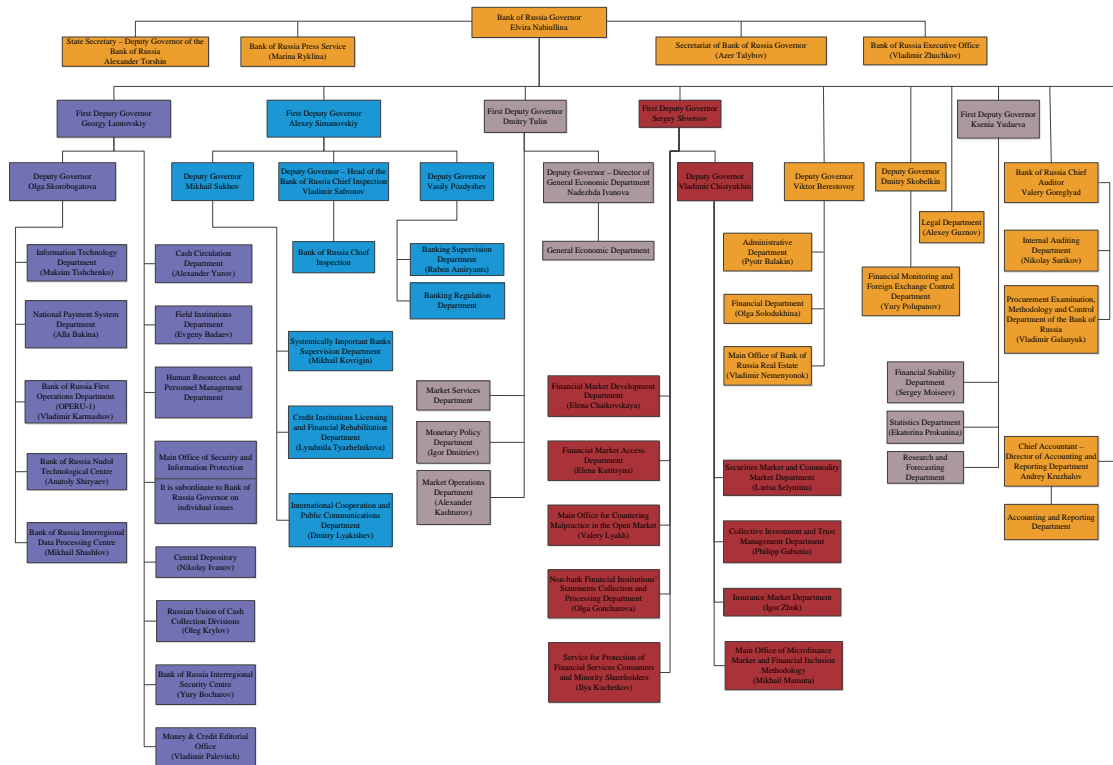 Bank of Russia Governor
Elvira Nabiullina
State Secretary – Deputy Governor of the
Bank of Russia
Alexander Torshin
Bank of Russia Press Service
(Marina Ryklina)
Secretariat of Bank of Russia Governor
(Azer Talybov)
Bank of Russia Executive Office
(Vladimir Zhuchkov)
First Deputy Governor
Georgy Luntovskiy
First Deputy Governor
Alexey Simanovskiy
First Deputy Governor
Dmitry Tulin
First Deputy Governor
Sergey Shvetsov
First Deputy Governor
Ksenia Yudaeva
Deputy Governor
Olga Skorobogatova
Deputy Governor
Mikhail Sukhov
Deputy Governor – Head of the
Bank of Russia Chief Inspection
Vladimir Safronov
Deputy Governor
Vasily Pozdyshev
Deputy Governor – Director of
General Economic Department
Nadezhda Ivanova
Deputy Governor
Vladimir Chistyukhin
Deputy Governor
Viktor Berestovoy
Deputy Governor
Dmitry Skobelkin
Legal Department
(Alexey Guznov)
Bank of Russia Chief
Auditor
Valery Goreglyad
Information Technology
Department
(Maksim Tishchenko)
National Payment System
Department
(Alla Bakina)
Bank of Russia First
Operations Department
(OPERU-1)
(Vladimir Karmashov)
Bank of Russia Nudol
Technological Centre
(Anatoly Shiryaev)
Bank of Russia Interregional
Data Processing Centre
(Mikhail Shashlov)
Cash Circulation
Department
(Alexander Yurov)
Field Institutions
Department
(Evgeny Badaev)
Human Resources and
Personnel Management
Department
Main Office of Security and
Information Protection
It is subordinate to Bank of
Russia Governor on
individual issues
Central Depository
(Nikolay Ivanov)
Russian Union of Cash
Collection Divisions
(Oleg Krylov)
Bank of Russia Interregional
Security Centre
(Yury Bocharov)
Money & Credit Editorial
Office
(Vladimir Palevitch)
Bank of Russia Chief
Inspection
Banking Supervision
Department
(Ruben Amiryants)
Banking Regulation
Department
Systemically Important Banks
Supervision Department
(Mikhail Kovrigin)
Credit Institutions Licensing
and Financial Rehabilitation
Department
(Lyudmila Tyazhelnikova)
International Cooperation and
Public Communications
Department
(Dmitry Lyakishev)
General Economic Department
Market Services
Department
Monetary Policy
Department
(Igor Dmitriev)
Market Operations
Department
(Alexander
Kashturov)
Financial Market Development
Department
(Elena Chaikovskaya)
Financial Market Access
Department
(Elena Kuritsyna)
Main Office for Countering
Malpractice in the Open Market
(Valery Lyakh)
Non-bank Financial Institutions'
Statements Collection and
Processing Department
(Olga Goncharova)
Service for Protection of
Financial Services Consumers
and Minority Shareholders
(Ilya Kochetkov)
Securities Market and Commodity
Market Department
(Larisa Selyutina)
Collective Investment and Trust
Management Department
(Philipp Gabunia)
Insurance Market Department
(Igor Zhuk)
Main Office of Microfinance
Market and Financial Inclusion
Methodology
(Mikhail Mamuta)
Administrative
Department
(Pyotr Balakin)
Financial Department
(Olga Solodukhina)
Main Office of Bank of
Russia Real Estate
(Vladimir Nemenyonok)
Financial Monitoring and
Foreign Exchange Control
Department
(Yury Polupanov)
Financial Stability
Department
(Sergey Moiseev)
Statistics Department
(Ekaterina Prokunina)
Research and
Forecasting
Department
Internal Auditing
Department
(Nikolay Surikov)
Procurement Examination,
Methodology and Control
Department of the Bank of
Russia
(Vladimir Galanyuk)
Chief Accountant –
Director of Accounting and
Reporting Department
Andrey Kruzhalov
Accounting and Reporting
Department